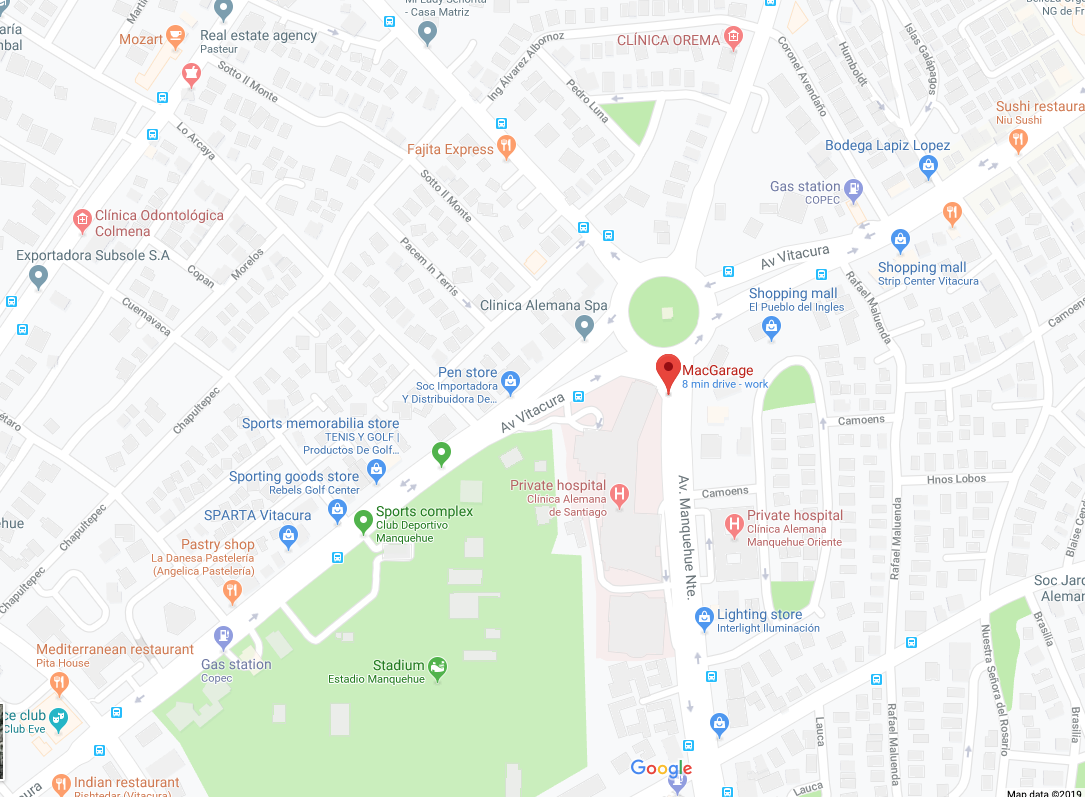 Mi Lady Señorita
- Casa Matriz
NG de Fr
Mozart
Real estate agency
Pasteur
Ing Álvarez Albornoz
CLÍNICA OREMA
Coronel Avendaño
Humboldt
Islas Galápagos
Sotto Il Monte
Pedro Luna
Sushi restaura
Niu Sushi
Lo Arcaya
Fajita Express
Bodega Lapiz Lopez
Sotto Il Monte
Gas station
COPEC
Clínica Odontológica
Colmena
Exportadora Subsole S.A
Morelos
Copan
Pacem In Terris
Av Vitacura
Shopping mall
Strip Center Vitacura
Rafael Maluenda
Shopping mall
El Pueblo del Ingles
Cuernavaca
Clinica Alemana Spa
Camoens
MacGarage
8 min drive - work
Pen store
Soc Importadora
Y Distribuidora De...
Chapultepec
Av Vitacura
Camoens
Sports memorabilia store
TENIS Y GOLF |
Productos De Golf...
Sporting goods store
Rebels Golf Center
Private hospital
Clínica Alemana
de Santiago
Av. Manquehue Nte.
Camoens
Hnos Lobos
SPARTA Vitacura
Sports complex
Club Deportivo
Manquehue
Private hospital
Clínica Alemana
Manquehue Oriente
Rafael Maluenda
Blaise Cend
Chapultepec
Pastry shop
La Danesa Pastelería
(Angelica Pastelería)
Chapultepec
Soc Jard
Aleman
Lighting store
Interlight Iluminación
Brasilia
Mediterranean restaurant
Pita House
Gas station
Copec
Stadium
Estadio Manquehue
Nuestra Señora del Rosario
ce club
Club Eve
Lauca
Rafael Maluenda
Brasilia
Google
Indian restaurant
Rishtedar (Vitacura)
Lauca
Map data ©2019